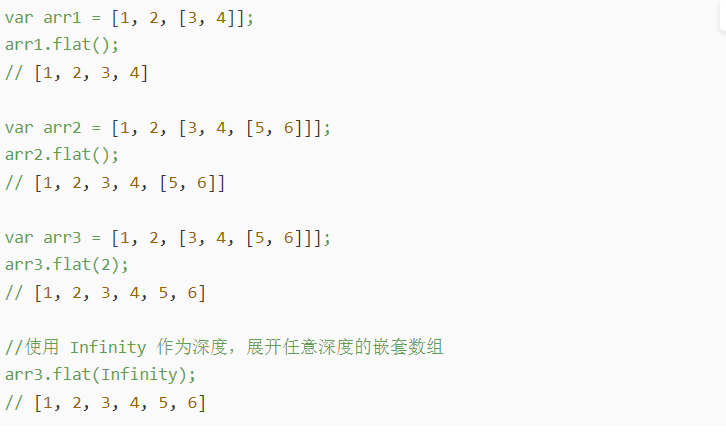 var arr1 = [1, 2, [3, 4]];
arr1.flat();
// [1, 2, 3, 4]
var arr2 = [1, 2, [3, 4, [5, 6]]];
arr2.flat();
// [1, 2, 3, 4, [5, 6]]
var arr3 = [1, 2, [3, 4, [5, 6]]];
arr3.flat(2);
// [1, 2, 3, 4, 5, 6]
//使用 Infinity 作为深度，展开任意深度的嵌套数组
arr3.flat(Infinity);
// [1, 2, 3, 4, 5, 6]